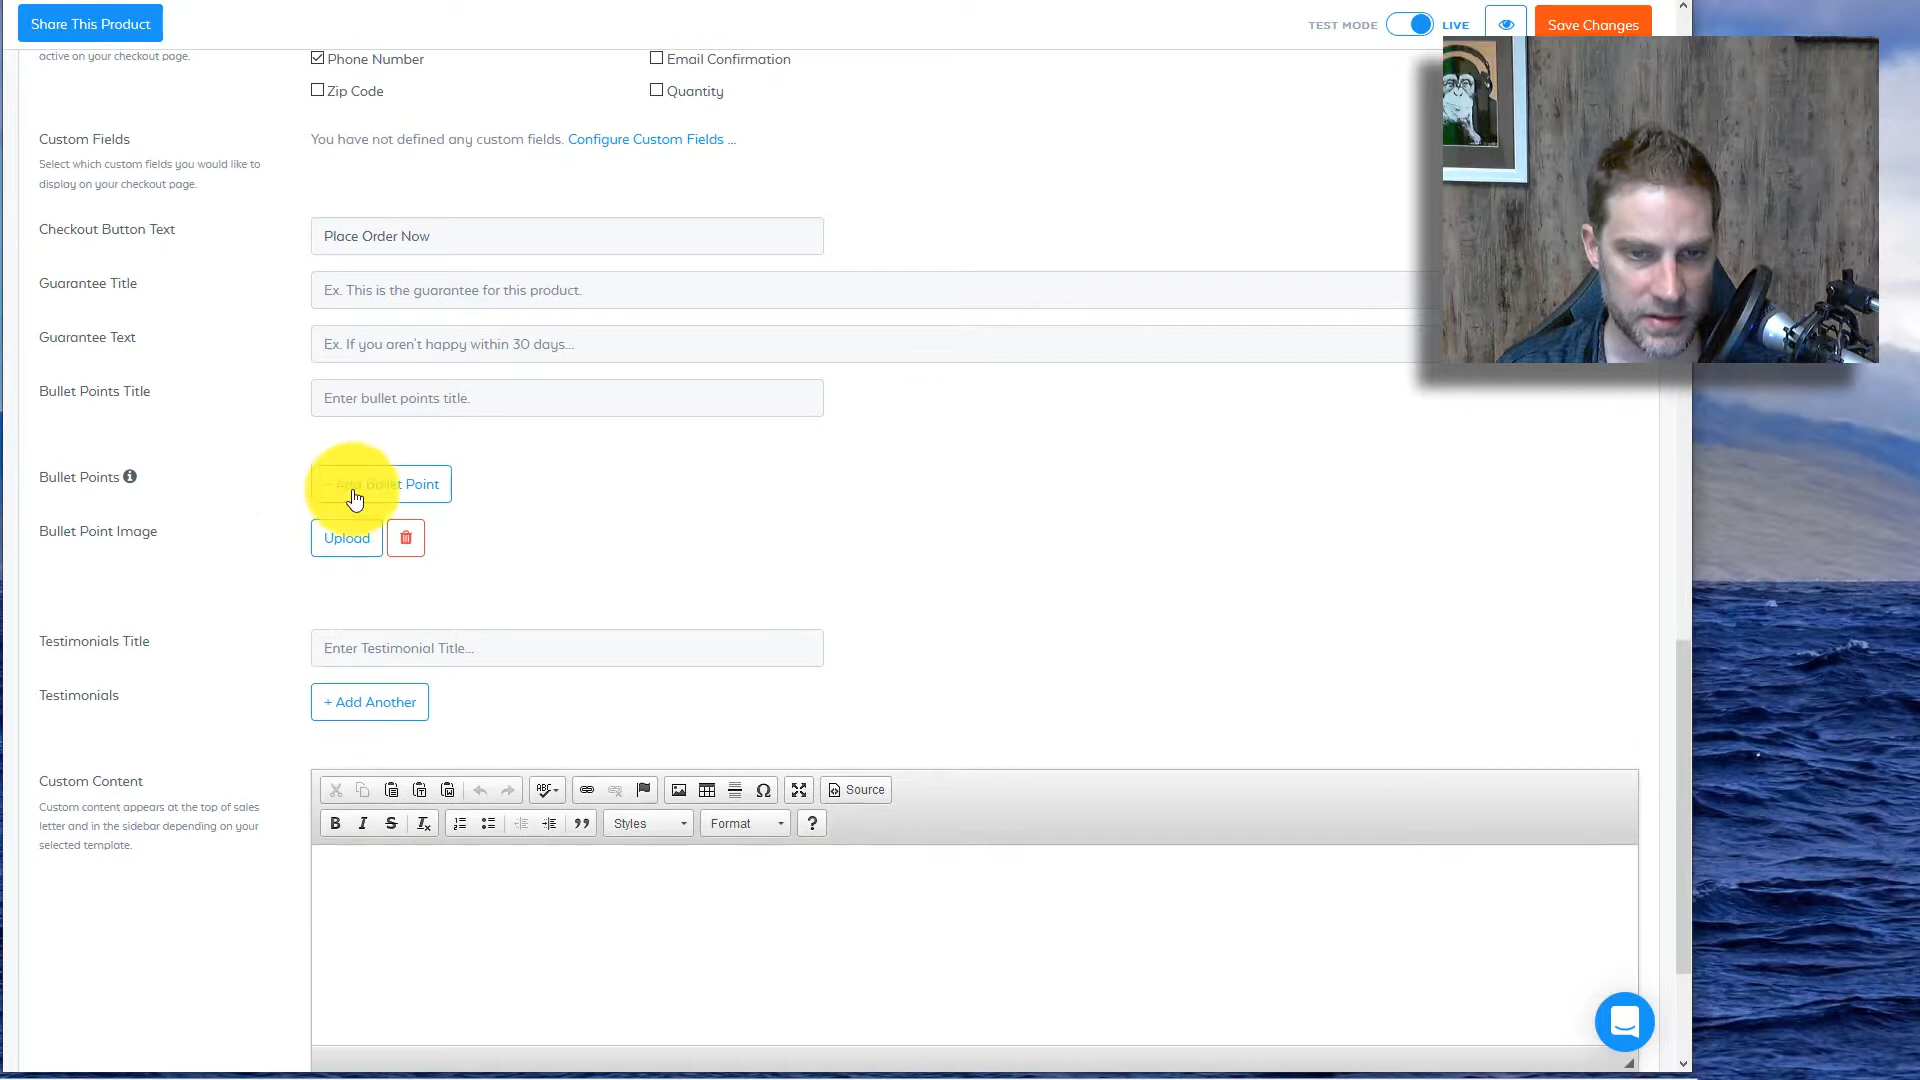 Share This Product
TEST MODE LIVE Save Changes
active on your checkout page.
Phone Number Email Confirmation
Zip Code Quantity
Custom Fields You have not defined any custom fields. Configure Custom Fields ...
Select which custom fields you would like to
display on your checkout page.
Checkout Button Text Place Order Now
Guarantee Title Ex. This is the guarantee for this product.
Guarantee Text Ex. If you aren't happy within 30 days...
Bullet Points Title Enter bullet points title.
Bullet Points Add Bullet Point
Bullet Point Image
Upload
Testimonials Title Enter Testimonial Title...
Testimonials + Add Another
Custom Content
Custom content appears at the top of sales
letter and in the sidebar depending on your
selected template.
ABC Source
B I S Tx Styles Format ?